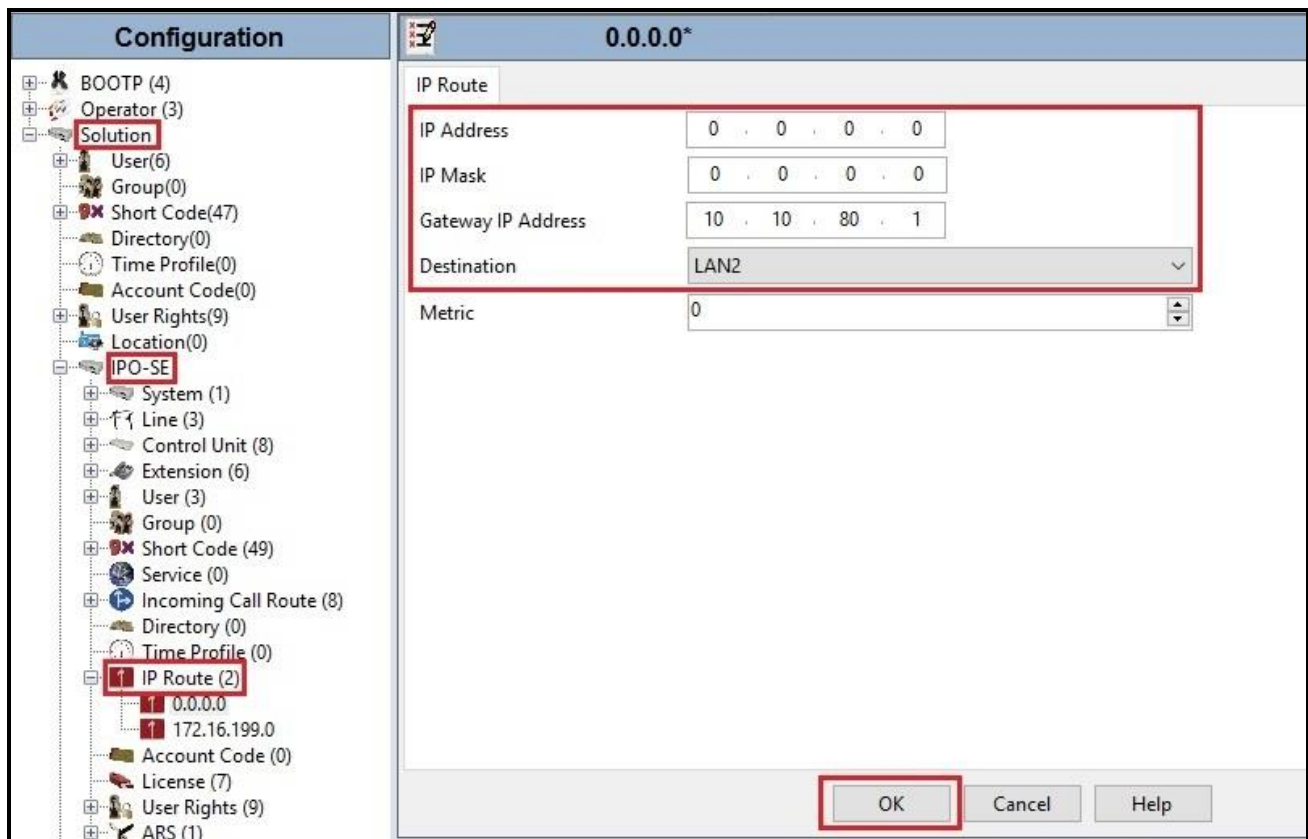 Configuration
BOOTP (4)
Operator (3)
Solution
User(6)
Group(0)
Short Code(47)
Directory(0)
Time Profile(0)
Account Code(0)
User Rights(9)
Location(0)
IPO-SE
System (1)
Line (3)
Control Unit (8)
Extension (6)
User (3)
Group (0)
Short Code (49)
Service (0)
Incoming Call Route (8)
Directory (0)
Time Profile (0)
IP Route (2)
0.0.0.0
172.16.199.0
Account Code (0)
License (7)
User Rights (9)
ARS (1)
0.0.0.0*
IP Route
IP Address 0 . 0 . 0 . 0
IP Mask 0 . 0 . 0 . 0
Gateway IP Address 10 . 10 . 80 . 1
Destination LAN2
Metric 0
OK Cancel Help